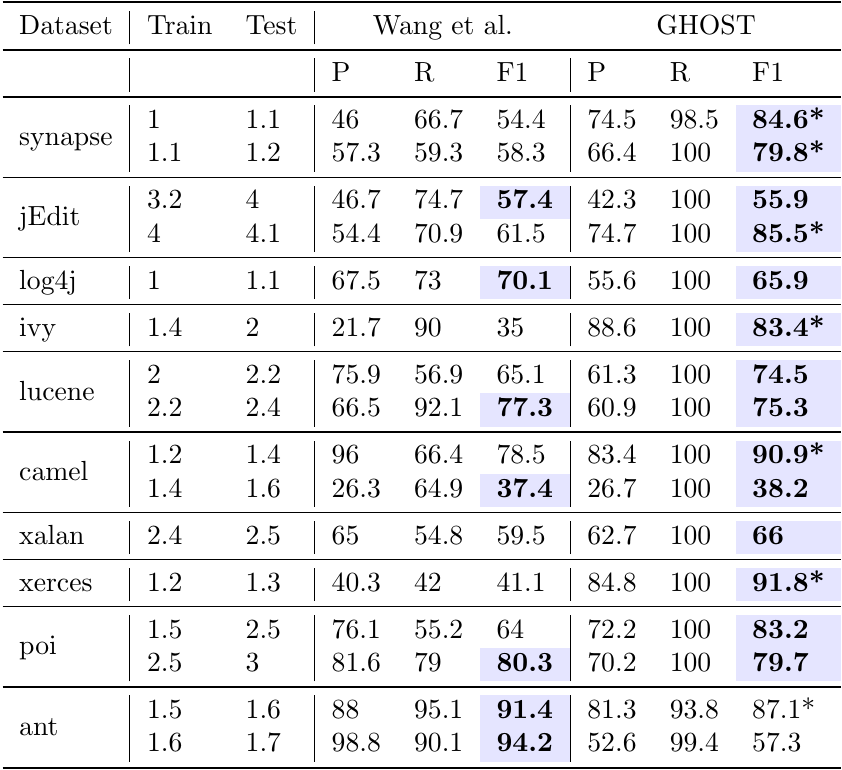 Dataset Train Test Wang et al. GHOST
P R F1 P R F1
synapse
1 1.1 46 66.7 54.4 74.5 98.5 84.6*
1.1 1.2 57.3 59.3 58.3 66.4 100 79.8*
jEdit
3.2 4 46.7 74.7 57.4 42.3 100 55.9
4 4.1 54.4 70.9 61.5 74.7 100 85.5*
log4j 1 1.1 67.5 73 70.1 55.6 100 65.9
ivy 1.4 2 21.7 90 35 88.6 100 83.4*
lucene
2 2.2 75.9 56.9 65.1 61.3 100 74.5
2.2 2.4 66.5 92.1 77.3 60.9 100 75.3
camel
1.2 1.4 96 66.4 78.5 83.4 100 90.9*
1.4 1.6 26.3 64.9 37.4 26.7 100 38.2
xalan 2.4 2.5 65 54.8 59.5 62.7 100 66
xerces 1.2 1.3 40.3 42 41.1 84.8 100 91.8*
poi
1.5 2.5 76.1 55.2 64 72.2 100 83.2
2.5 3 81.6 79 80.3 70.2 100 79.7
ant
1.5 1.6 88 95.1 91.4 81.3 93.8 87.1*
1.6 1.7 98.8 90.1 94.2 52.6 99.4 57.3